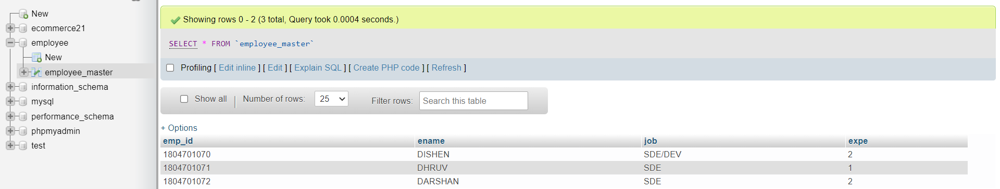 New
ecommerce21
employee
New
employee_master
information_schema
mysql
performance_schema
phpmyadmin
test
Showing rows 0 - 2 (3 total, Query took 0.0004 seconds.)
SELECT * FROM `employee_master`
Profiling [ Edit inline ] [ Edit ] [ Explain SQL ] [ Create PHP code ] [ Refresh ]
Show all | Number of rows: 25 Filter rows: Search this table
+ Options
emp_id ename job expe
1804701070 DISHEN SDE/DEV 2
1804701071 DHRUV SDE 1
1804701072 DARSHAN SDE 2